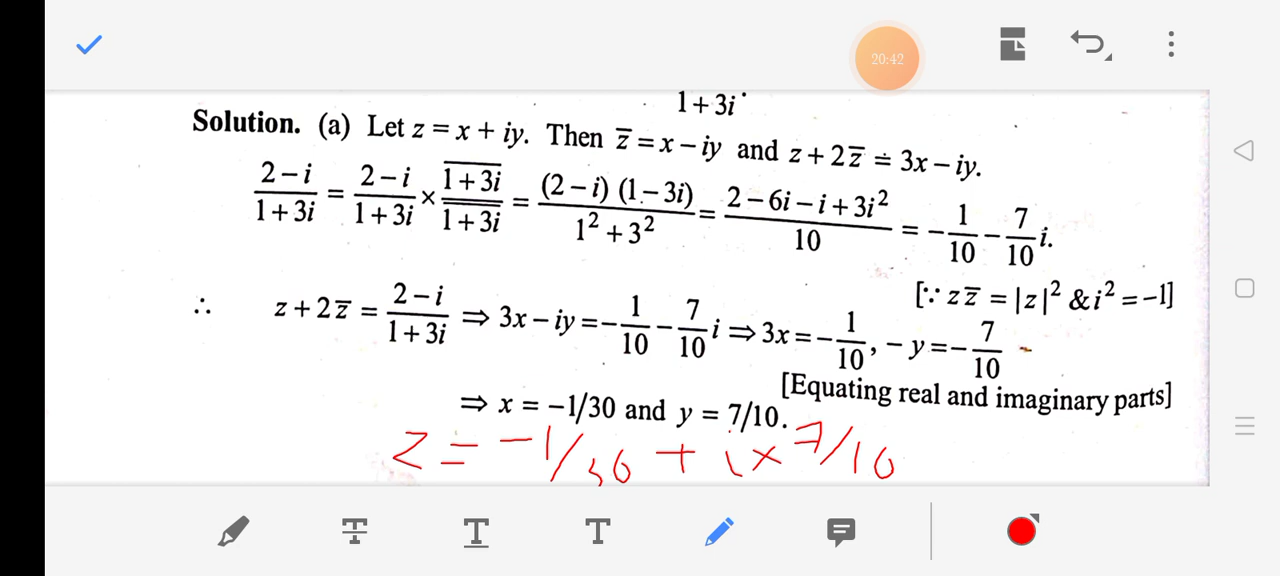 20:42
1+3i
Solution. (a) Let z = x + iy. Then z̅ = x − iy and z + 2z̅ = 3x − iy.
(2 − i)/(1 + 3i) = (2 − i)/(1 + 3i) × \overline{1 + 3i}/\overline{1 + 3i} = (2 − i) (1 − 3i)/(1² + 3²) = (2 − 6i − i + 3i²)/10 = − 1/10 − 7/10 i.
[∵ z z̅ = |z|² & i² = −1]
∴ z + 2z̅ = (2 − i)/(1 + 3i) ⇒ 3x − iy = − 1/10 − 7/10 i ⇒ 3x = − 1/10, − y = − 7/10
[Equating real and imaginary parts]
⇒ x = −1/30 and y = 7/10.
z = −1/30 + i × 7/10
T T T